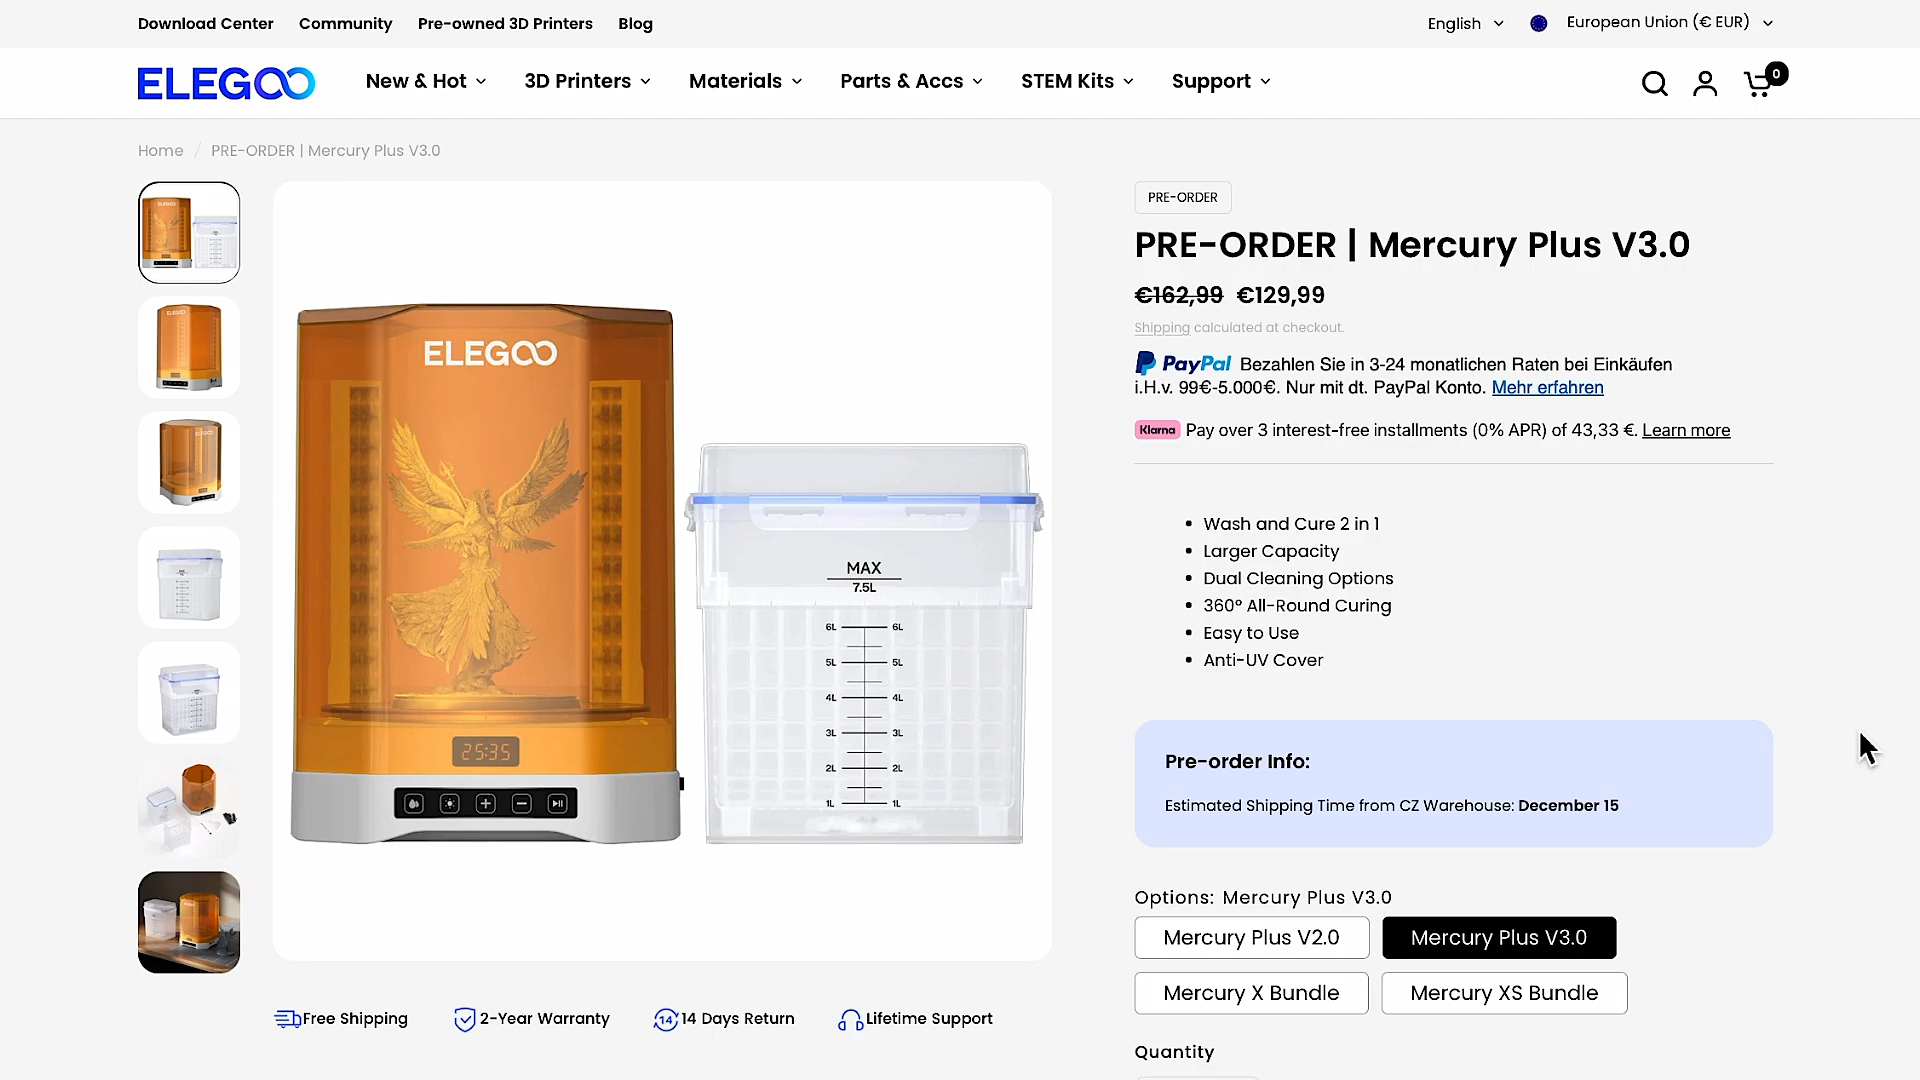 Download Center Community Pre-owned 3D Printers Blog
English European Union (€ EUR)
ELEGOO New & Hot 3D Printers Materials Parts & Accs STEM Kits Support 0
Home / PRE-ORDER | Mercury Plus V3.0
PRE-ORDER
PRE-ORDER | Mercury Plus V3.0
€162,99 €129,99
Shipping calculated at checkout.
PayPal Bezahlen Sie in 3-24 monatlichen Raten bei Einkäufen
i.H.v. 99€-5.000€. Nur mit dt. PayPal Konto. Mehr erfahren
Klarna Pay over 3 interest-free installments (0% APR) of 43,33 €. Learn more
ELEGOO
25:35
MAX
7.5L
6L 6L
5L 5L
4L 4L
3L 3L
2L 2L
1L 1L
Wash and Cure 2 in 1
Larger Capacity
Dual Cleaning Options
360° All-Round Curing
Easy to Use
Anti-UV Cover
Pre-order Info:
Estimated Shipping Time from CZ Warehouse: December 15
Options: Mercury Plus V3.0
Mercury Plus V2.0 Mercury Plus V3.0
Mercury X Bundle Mercury XS Bundle
Free Shipping 2-Year Warranty 14 14 Days Return Lifetime Support
Quantity